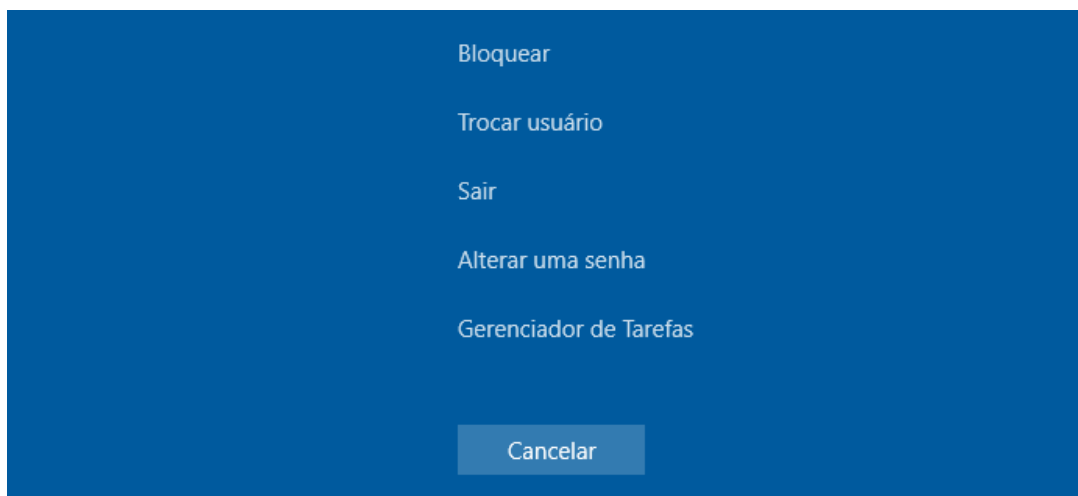 Bloquear
Trocar usuário
Sair
Alterar uma senha
Gerenciador de Tarefas
Cancelar